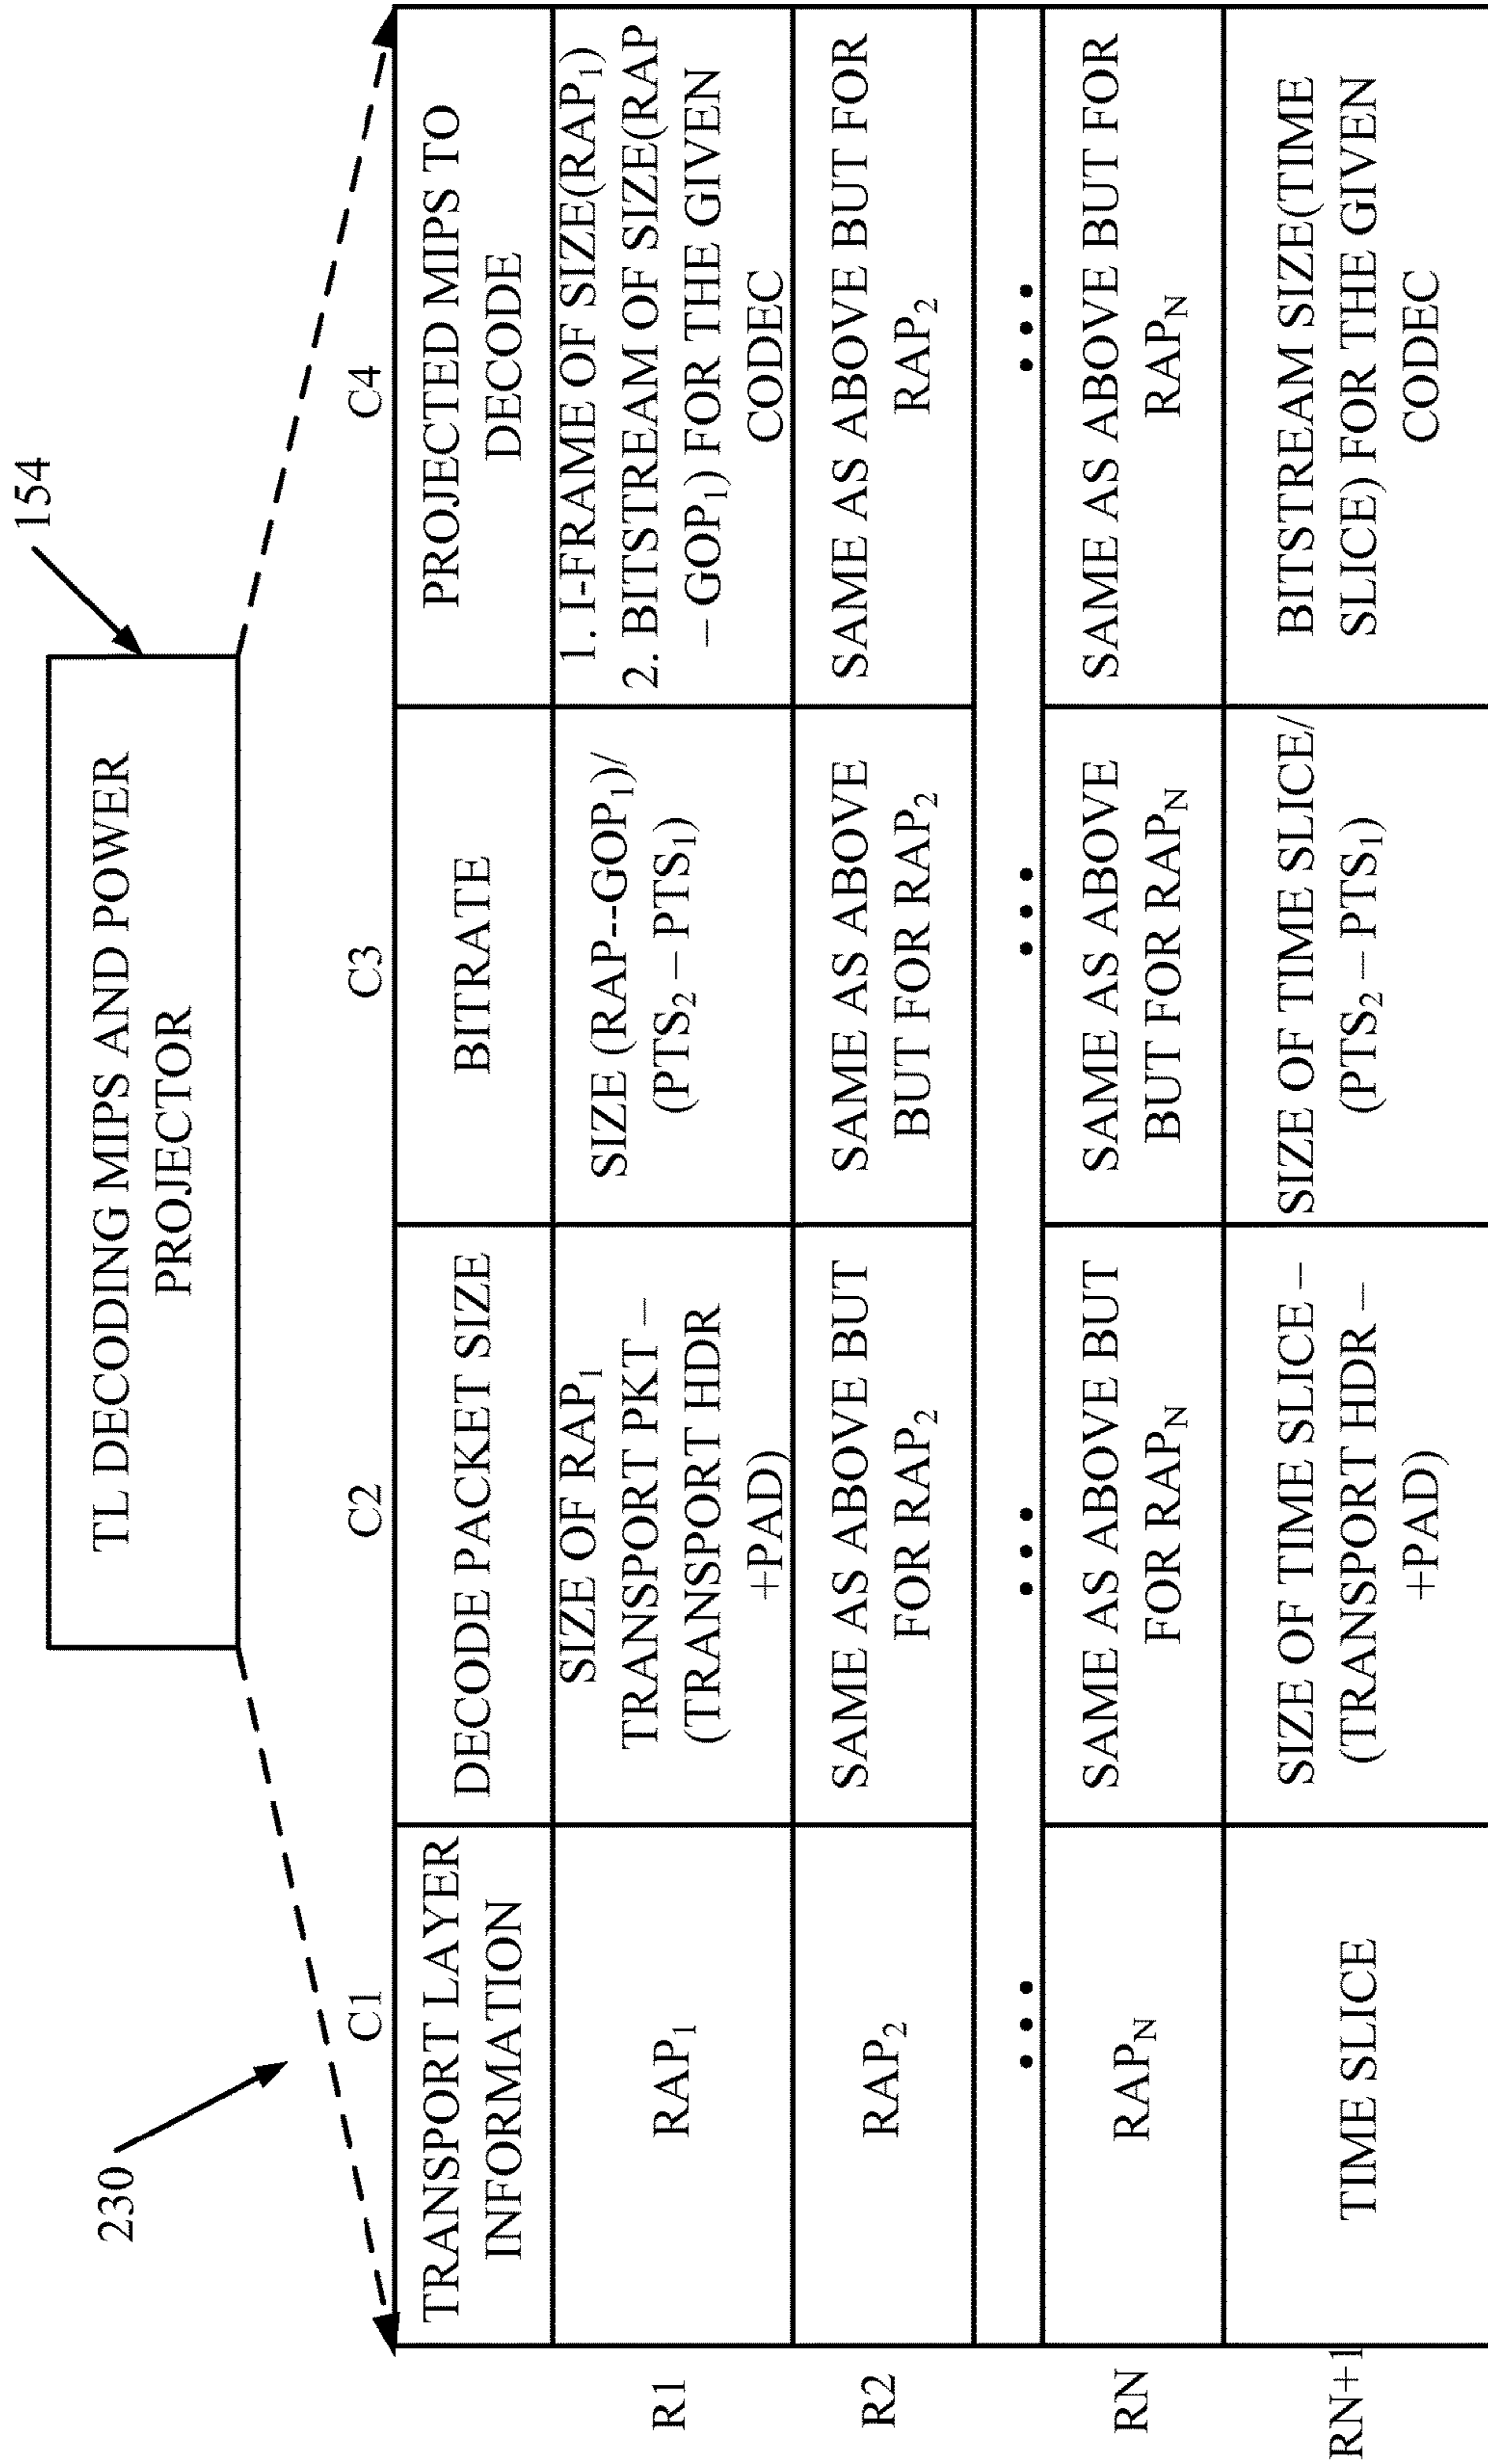 TL DECODING MIPS AND POWER
PROJECTOR
154
230
C1
C2
C3
C4
TRANSPORT LAYER
INFORMATION
DECODE PACKET SIZE
BITRATE
PROJECTED MIPS TO
DECODE
R1
RAP₁
SIZE OF RAP₁
TRANSPORT PKT –
(TRANSPORT HDR
+PAD)
SIZE (RAP--GOP₁)/
(PTS₂ – PTS₁)
1. I-FRAME OF SIZE(RAP₁)
2. BITSTREAM OF SIZE(RAP
– GOP₁) FOR THE GIVEN
CODEC
R2
RAP₂
SAME AS ABOVE BUT
FOR RAP₂
SAME AS ABOVE
BUT FOR RAP₂
SAME AS ABOVE BUT FOR
RAP₂
• • •
• • •
• • •
• • •
RN
RAP_N
SAME AS ABOVE BUT
FOR RAP_N
SAME AS ABOVE
BUT FOR RAP_N
SAME AS ABOVE BUT FOR
RAP_N
RN+1
TIME SLICE
SIZE OF TIME SLICE –
(TRANSPORT HDR –
+PAD)
SIZE OF TIME SLICE/
(PTS₂ – PTS₁)
BITSTREAM SIZE(TIME
SLICE) FOR THE GIVEN
CODEC